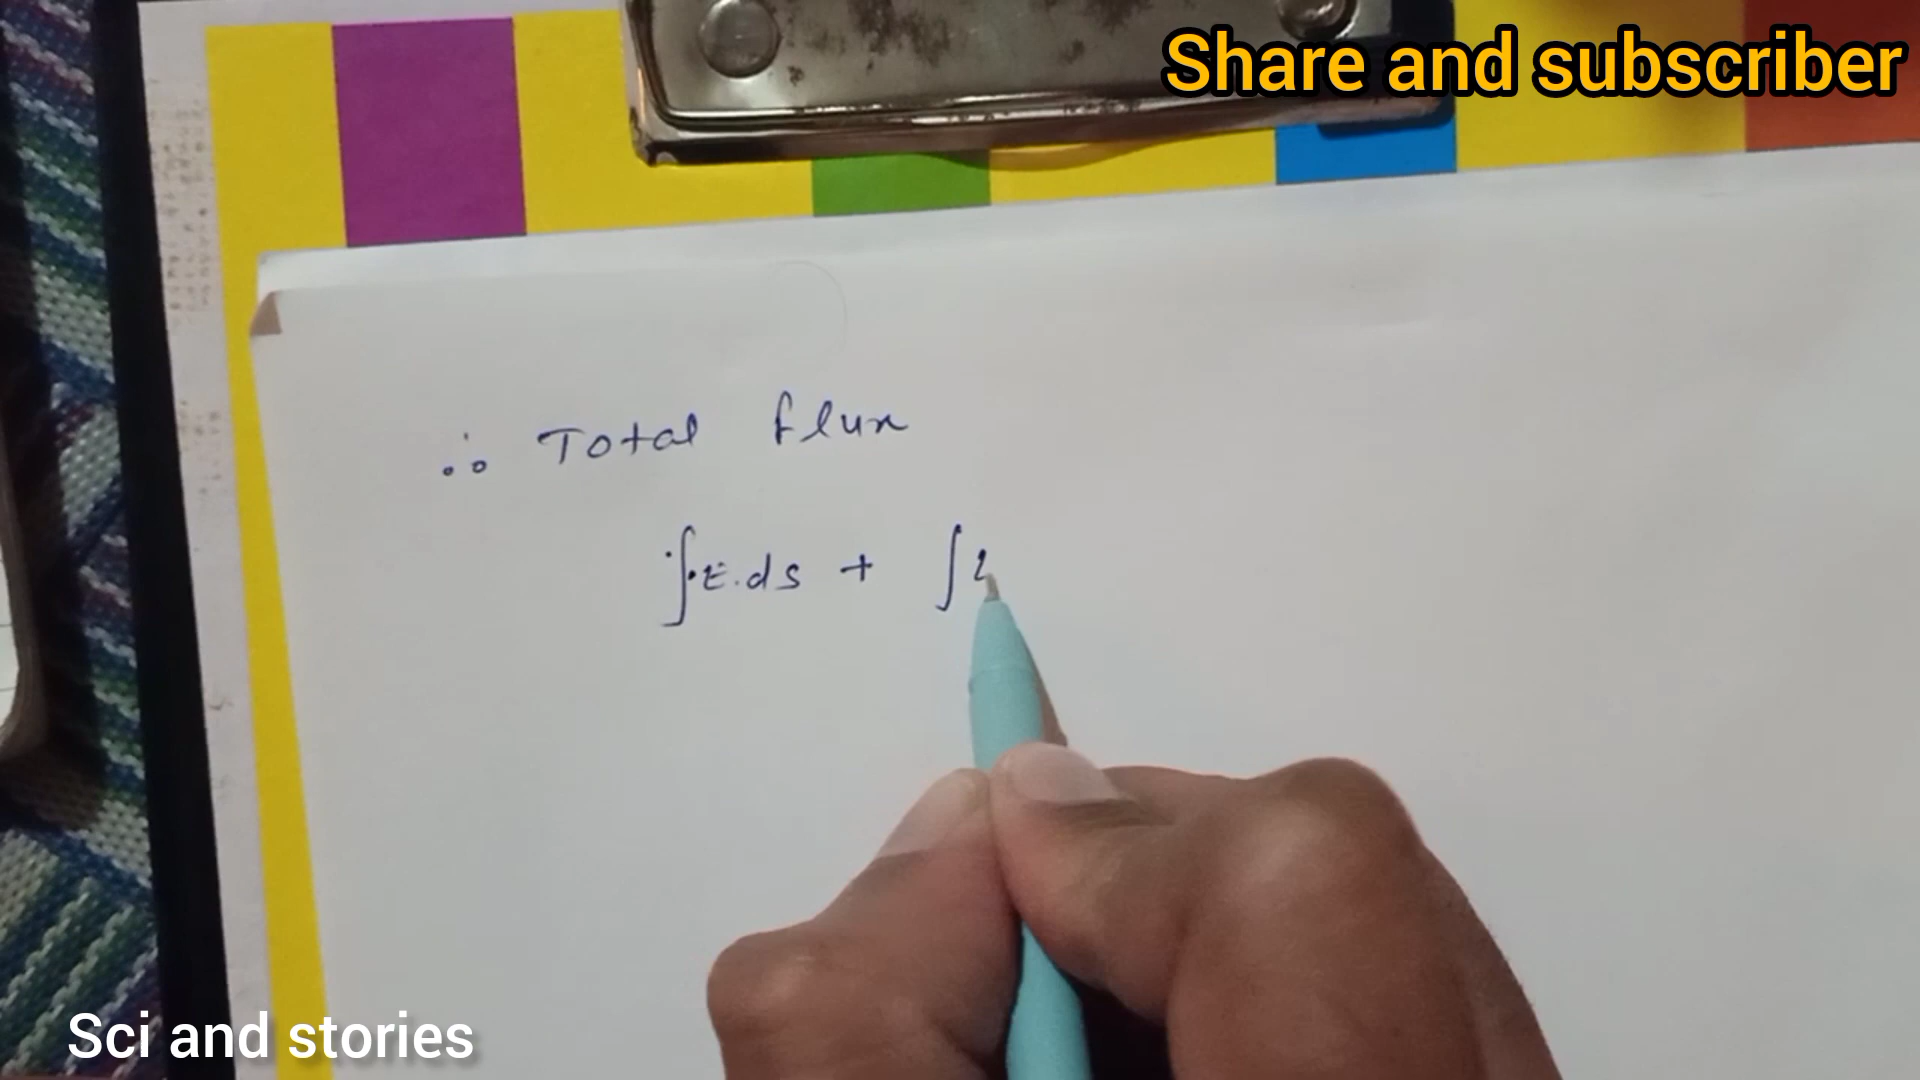 Share and subscriber
∴ Total flux
∫E.ds + ∫
Sci and stories